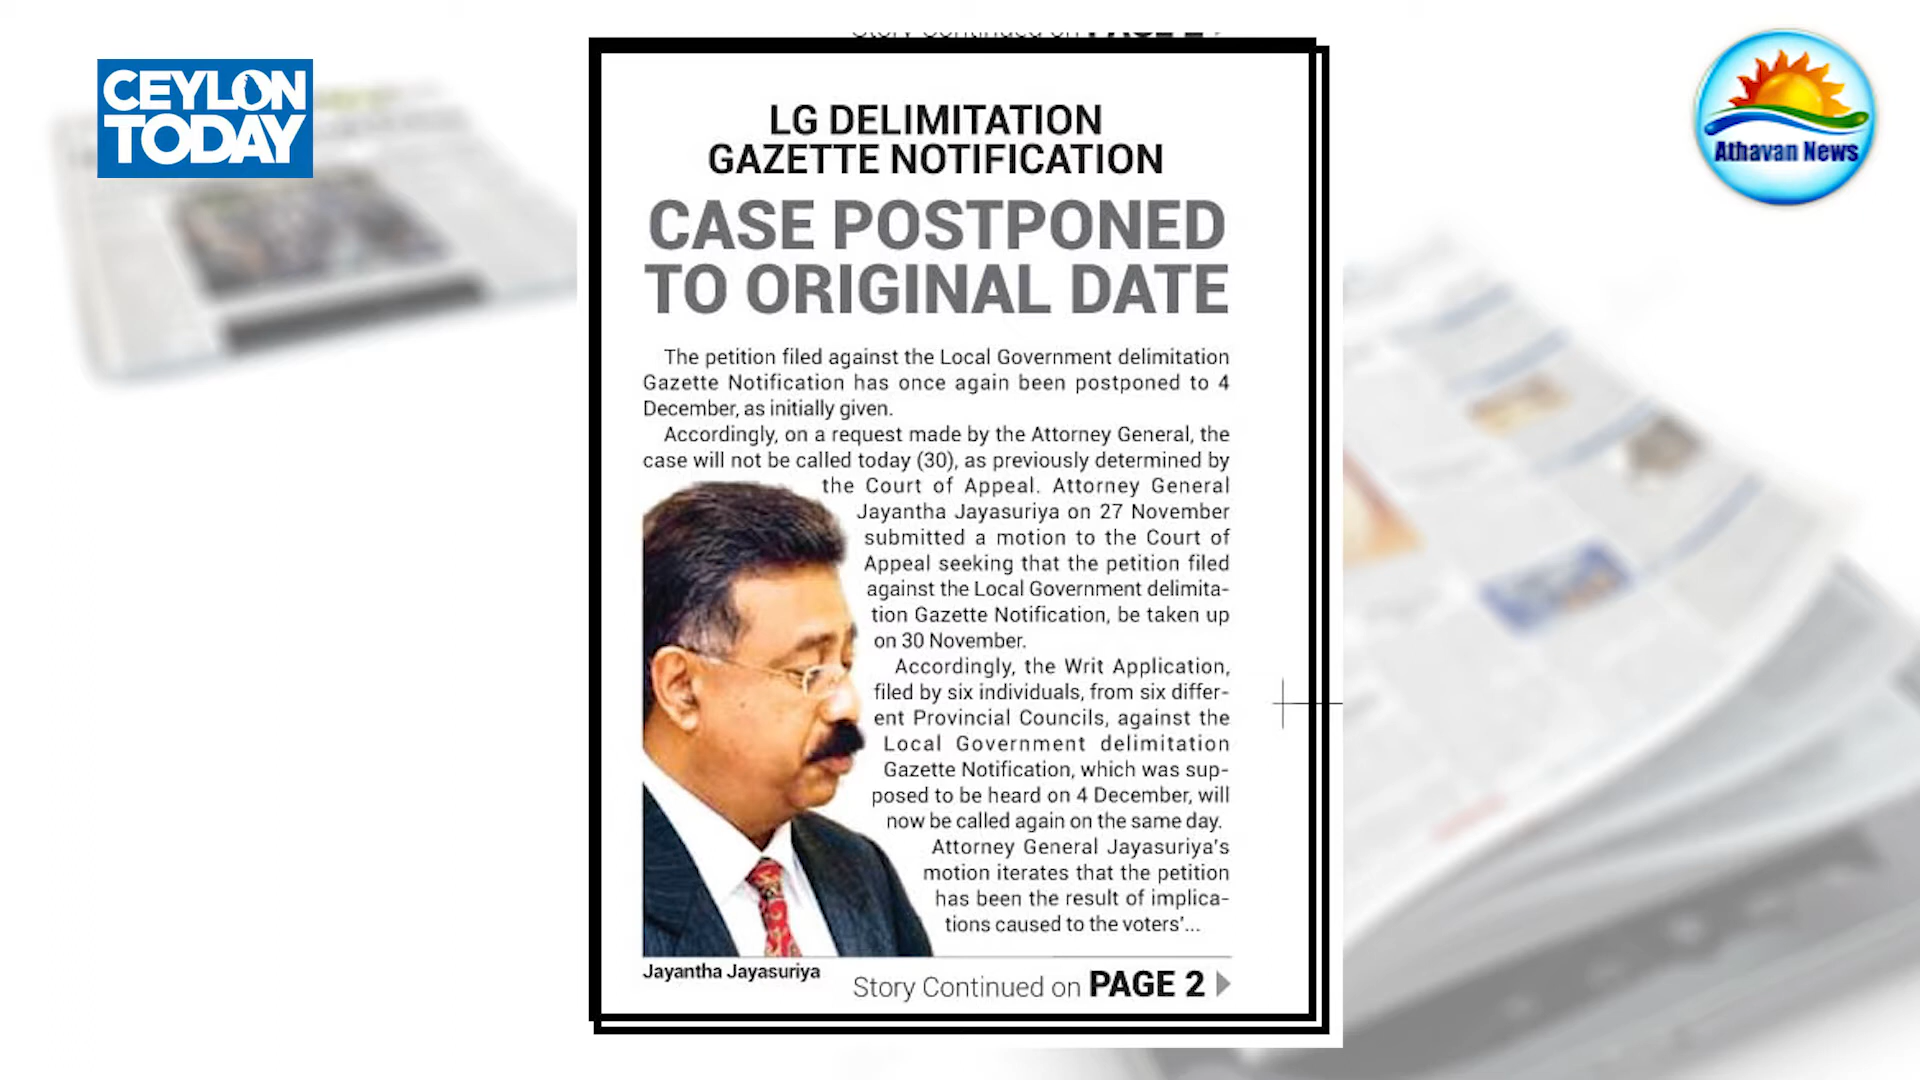 Story Continued on PAGE 2
CEYLON
TODAY
Athavan News
LG DELIMITATION
GAZETTE NOTIFICATION
CASE POSTPONED
TO ORIGINAL DATE
The petition filed against the Local Government delimitation
Gazette Notification has once again been postponed to 4
December, as initially given.
Accordingly, on a request made by the Attorney General, the
case will not be called today (30), as previously determined by
the Court of Appeal. Attorney General
Jayantha Jayasuriya on 27 November
submitted a motion to the Court of
Appeal seeking that the petition filed
against the Local Government delimita-
tion Gazette Notification, be taken up
on 30 November.
Accordingly, the Writ Application,
filed by six individuals, from six differ-
ent Provincial Councils, against the
Local Government delimitation
Gazette Notification, which was sup-
posed to be heard on 4 December, will
now be called again on the same day.
Attorney General Jayasuriya's
motion iterates that the petition
has been the result of implica-
tions caused to the voters'...
Jayantha Jayasuriya
Story Continued on PAGE 2